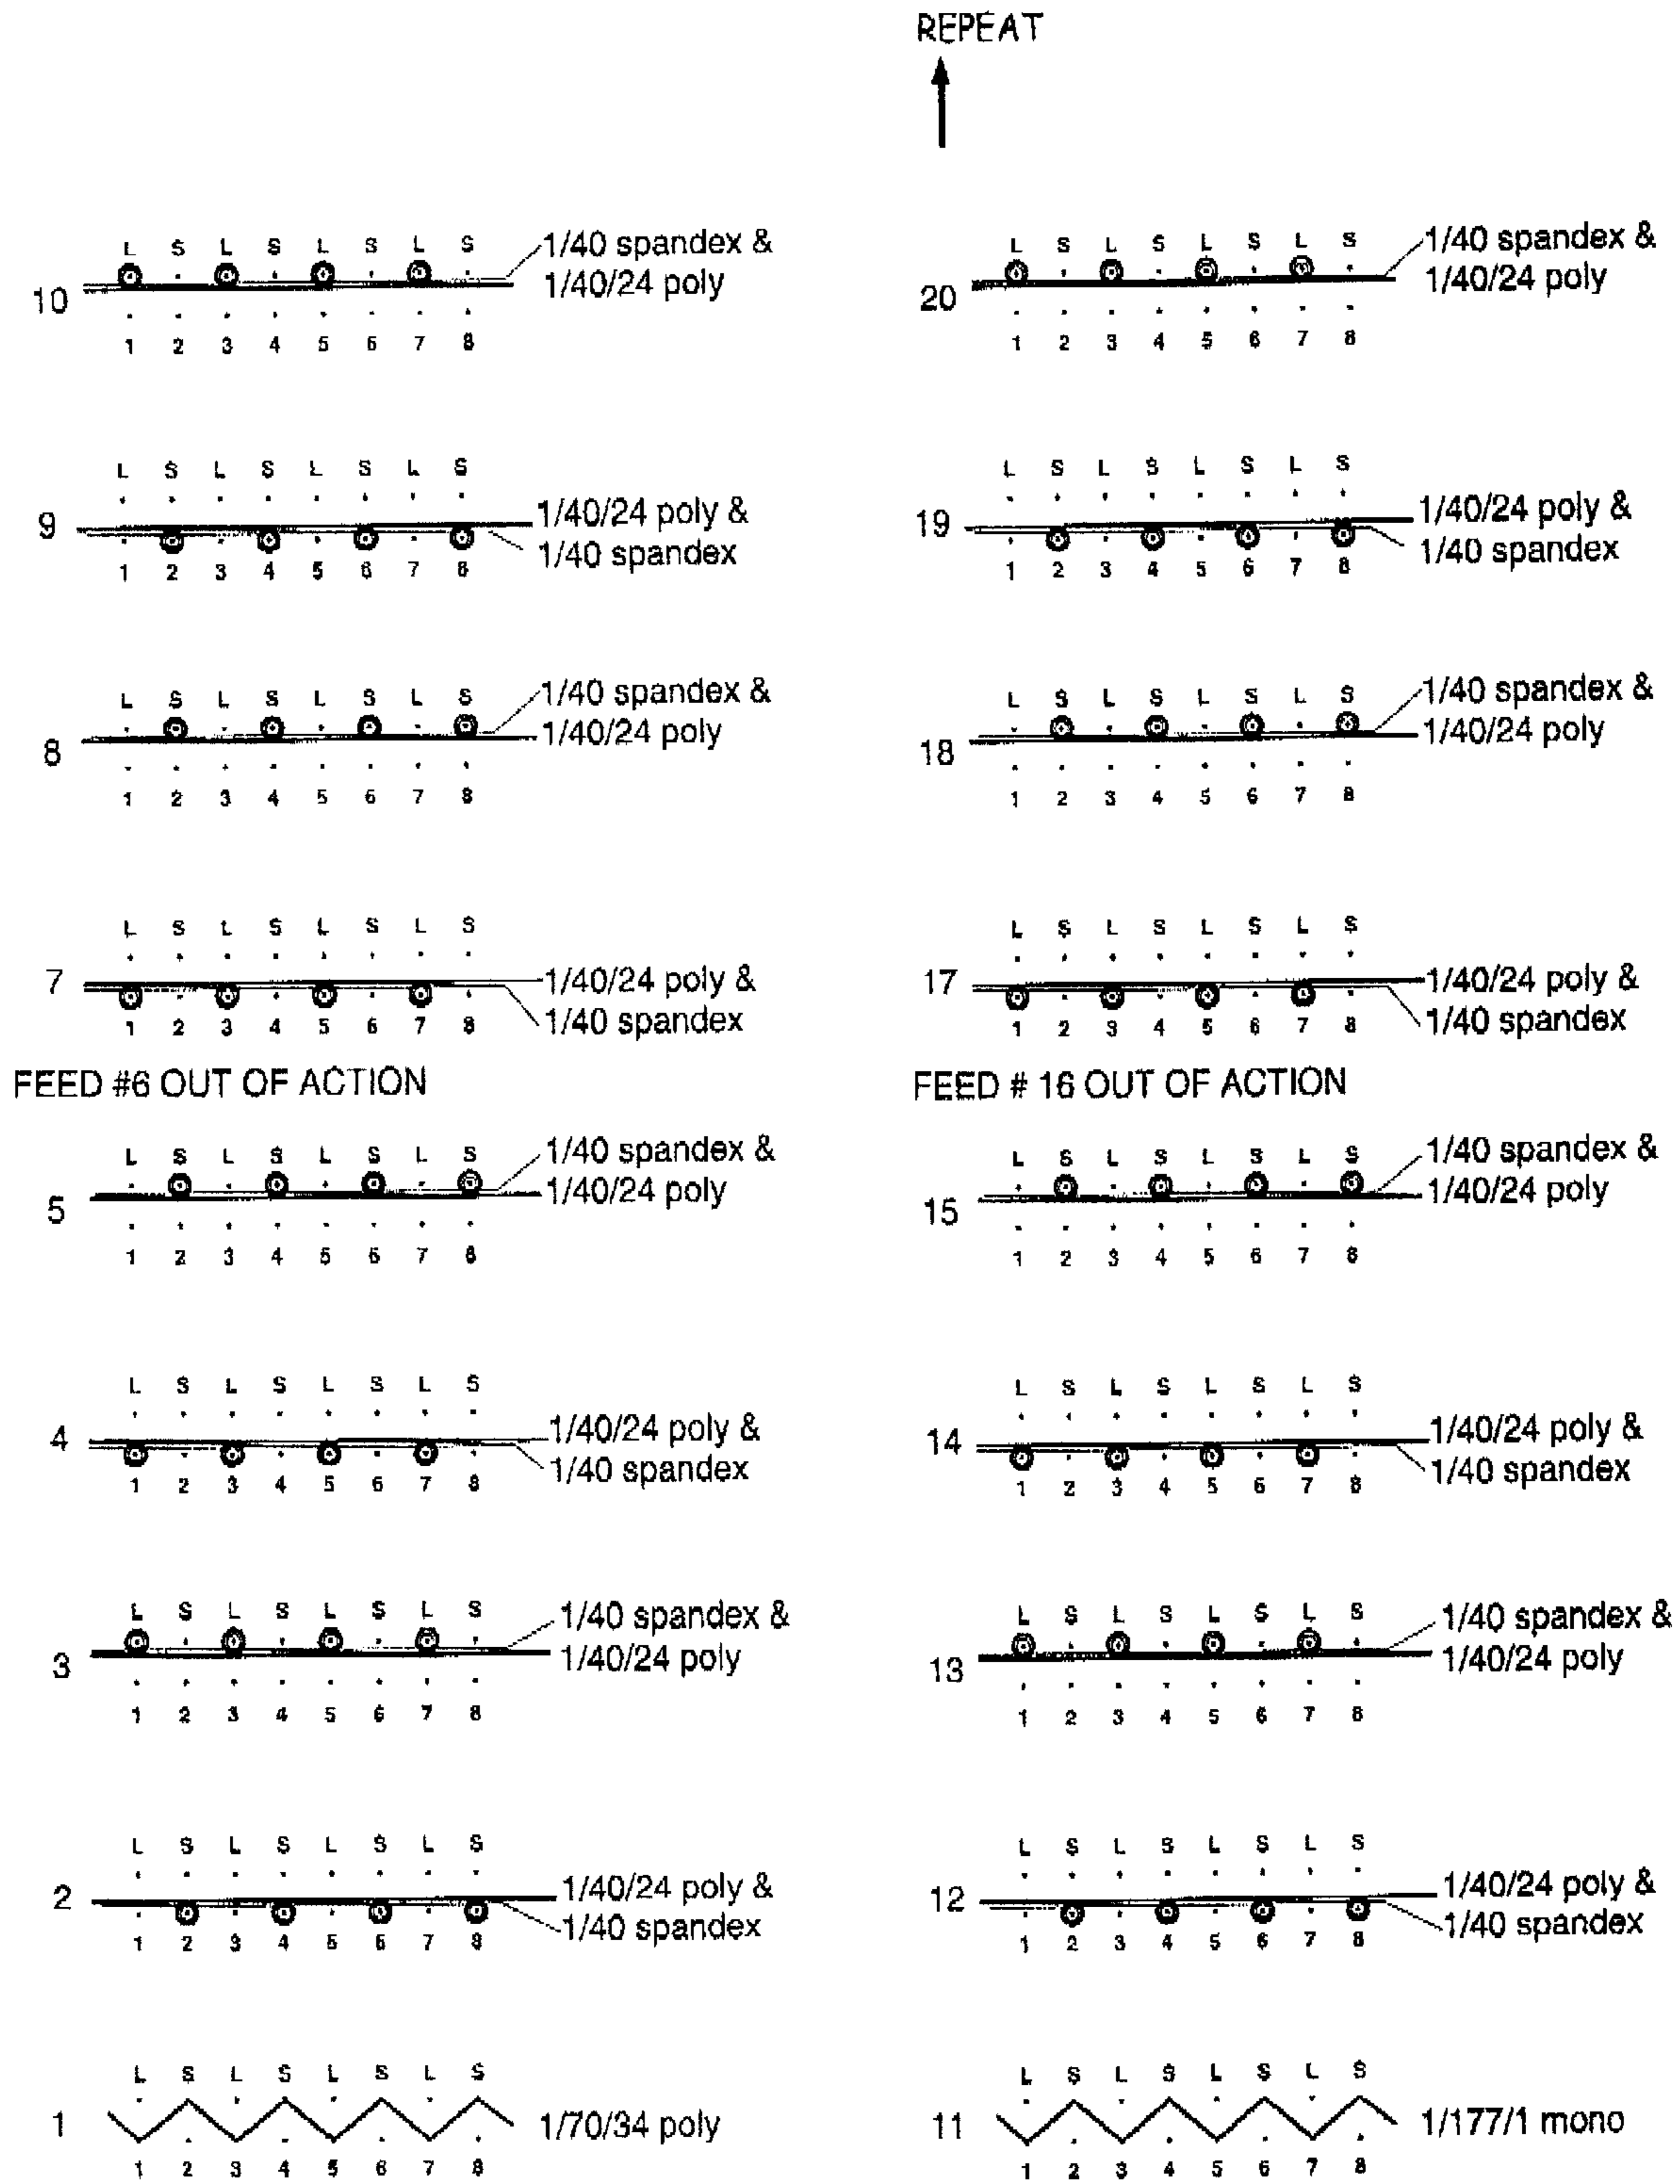 REPEAT
L S L S L S L S
1/40 spandex &
1/40/24 poly
10
1 2 3 4 5 6 7 8
L S L S L S L S
9
1/40/24 poly &
1/40 spandex
1 2 3 4 5 6 7 8
L S L S L S L S
1/40 spandex &
1/40/24 poly
8
1 2 3 4 5 6 7 8
L S L S L S L S
7
1/40/24 poly &
1/40 spandex
1 2 3 4 5 6 7 8
FEED #6 OUT OF ACTION
L S L S L S L S
1/40 spandex &
1/40/24 poly
5
1 2 3 4 5 6 7 8
L S L S L S L S
4
1/40/24 poly &
1/40 spandex
1 2 3 4 5 6 7 8
L S L S L S L S
1/40 spandex &
1/40/24 poly
3
1 2 3 4 5 6 7 8
L S L S L S L S
2
1/40/24 poly &
1/40 spandex
1 2 3 4 5 6 7 8
L S L S L S L S
1
1/70/34 poly
1 2 3 4 5 6 7 8
L S L S L S L S
1/40 spandex &
1/40/24 poly
20
1 2 3 4 5 6 7 8
L S L S L S L S
19
1/40/24 poly &
1/40 spandex
1 2 3 4 5 6 7 8
L S L S L S L S
1/40 spandex &
1/40/24 poly
18
1 2 3 4 5 6 7 8
L S L S L S L S
17
1/40/24 poly &
1/40 spandex
1 2 3 4 5 6 7 8
FEED # 16 OUT OF ACTION
L S L S L S L S
1/40 spandex &
1/40/24 poly
15
1 2 3 4 5 6 7 8
L S L S L S L S
14
1/40/24 poly &
1/40 spandex
1 2 3 4 5 6 7 8
L S L S L S L S
1/40 spandex &
1/40/24 poly
13
1 2 3 4 5 6 7 8
L S L S L S L S
12
1/40/24 poly &
1/40 spandex
1 2 3 4 5 6 7 8
L S L S L S L S
11
1/177/1 mono
1 2 3 4 5 6 7 8